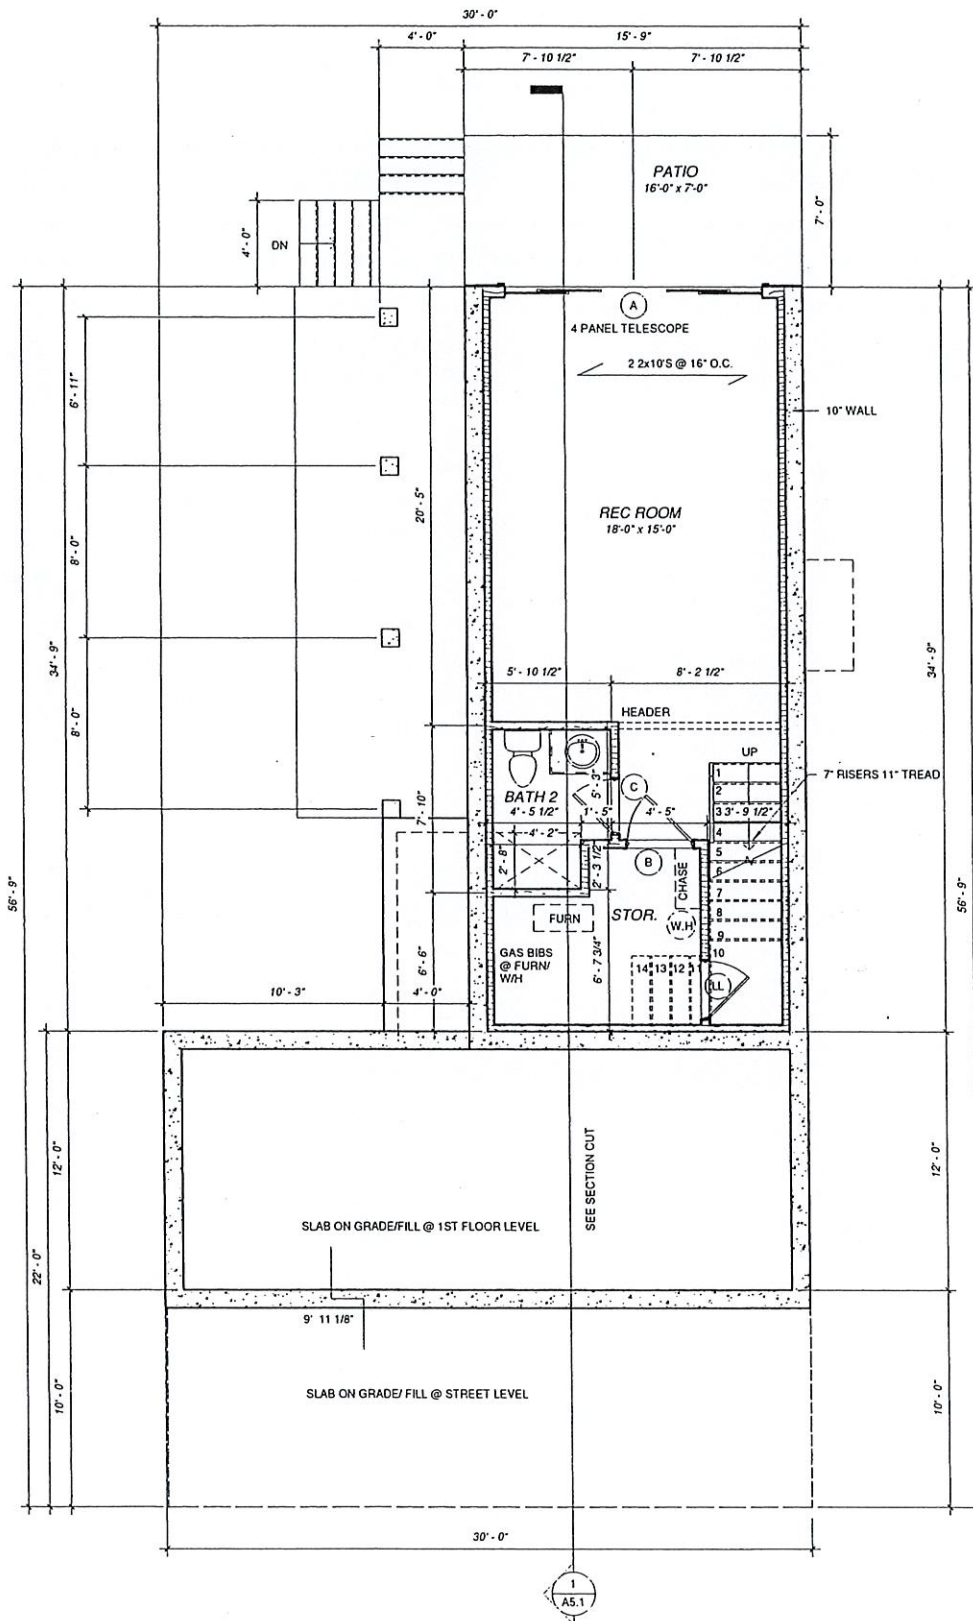 30' - 0"
4' - 0"
15' - 9"
7' - 10 1/2"
7' - 10 1/2"
PATIO
16'-0" x 7'-0"
7' - 0"
4' - 0"
DN
A
4 PANEL TELESCOPE
2 2x10'S @ 16" O.C.
6' - 11"
10" WALL
20' - 5"
REC ROOM
18'-0" x 15'-0"
8' - 0"
34' - 9"
34' - 9"
5' - 10 1/2"
8' - 2 1/2"
HEADER
8' - 0"
UP
7" RISERS 11" TREAD
1
2
3
3' - 9 1/2"
4
5
6
7
8
9
10
5' - 3"
C
BATH 2
4' - 5 1/2"
1' - 5"
4' - 5"
7' - 10"
4' - 2"
2' - 8"
2' - 3 1/2"
B
CHASE
56' - 9"
56' - 9"
FURN
STOR.
W.H
GAS BIBS
@ FURN/
W/H
6' - 6"
6' - 7 3/4"
14 13 12 11
LL
10' - 3"
4' - 0"
12' - 0"
12' - 0"
SEE SECTION CUT
SLAB ON GRADE/FILL @ 1ST FLOOR LEVEL
22' - 0"
9' 11 1/8"
SLAB ON GRADE/ FILL @ STREET LEVEL
10' - 0"
10' - 0"
30' - 0"
1
A5.1